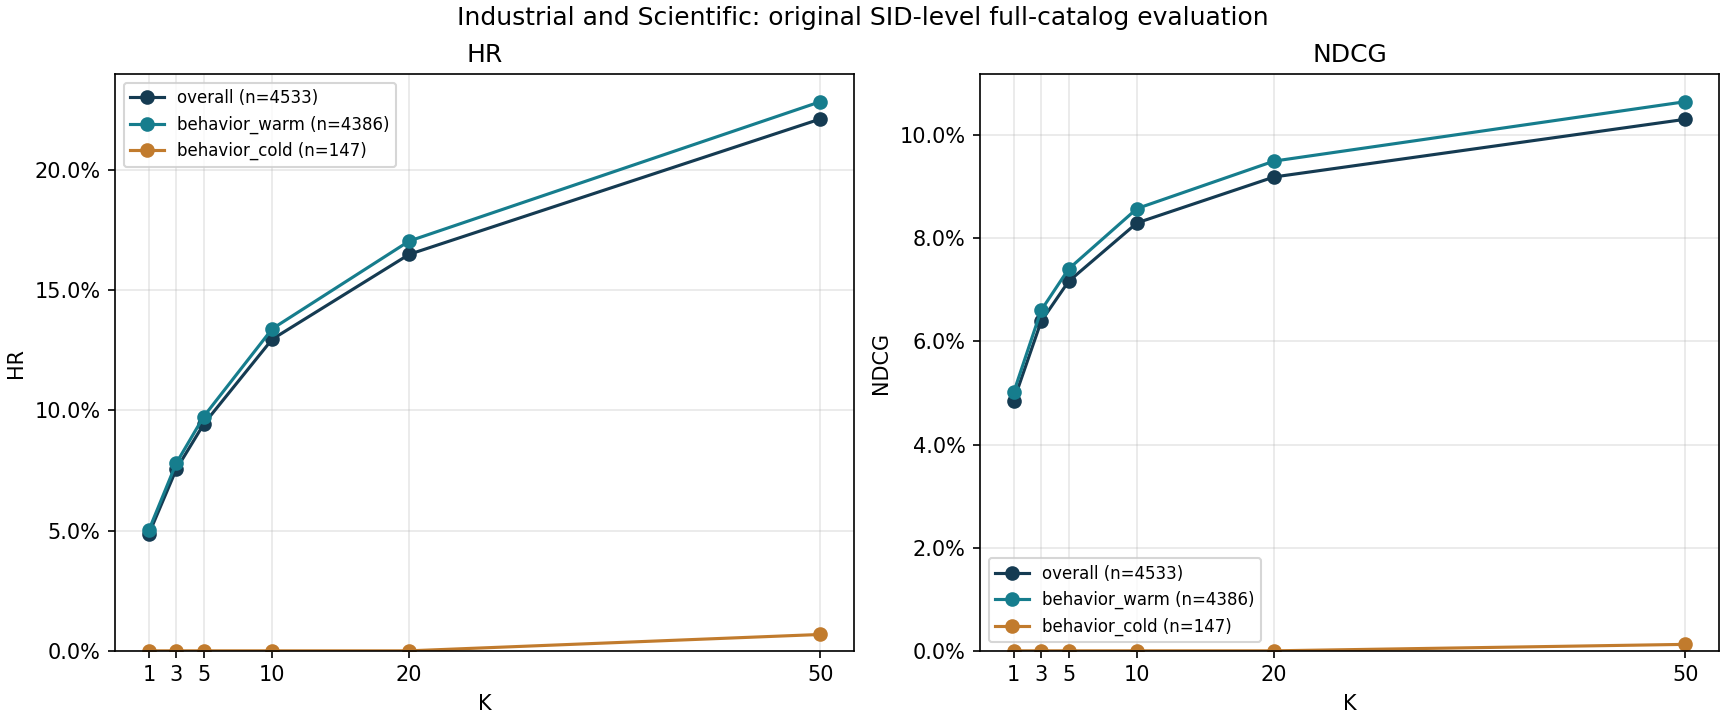 Industrial and Scientific: original SID-level full-catalog evaluation
HR
overall (n=4533)
behavior_warm (n=4386)
behavior_cold (n=147)
20.0%
15.0%
10.0%
5.0%
0.0%
HR
1 3 5 10 20 50
K
NDCG
10.0%
8.0%
6.0%
4.0%
2.0%
0.0%
NDCG
overall (n=4533)
behavior_warm (n=4386)
behavior_cold (n=147)
1 3 5 10 20 50
K